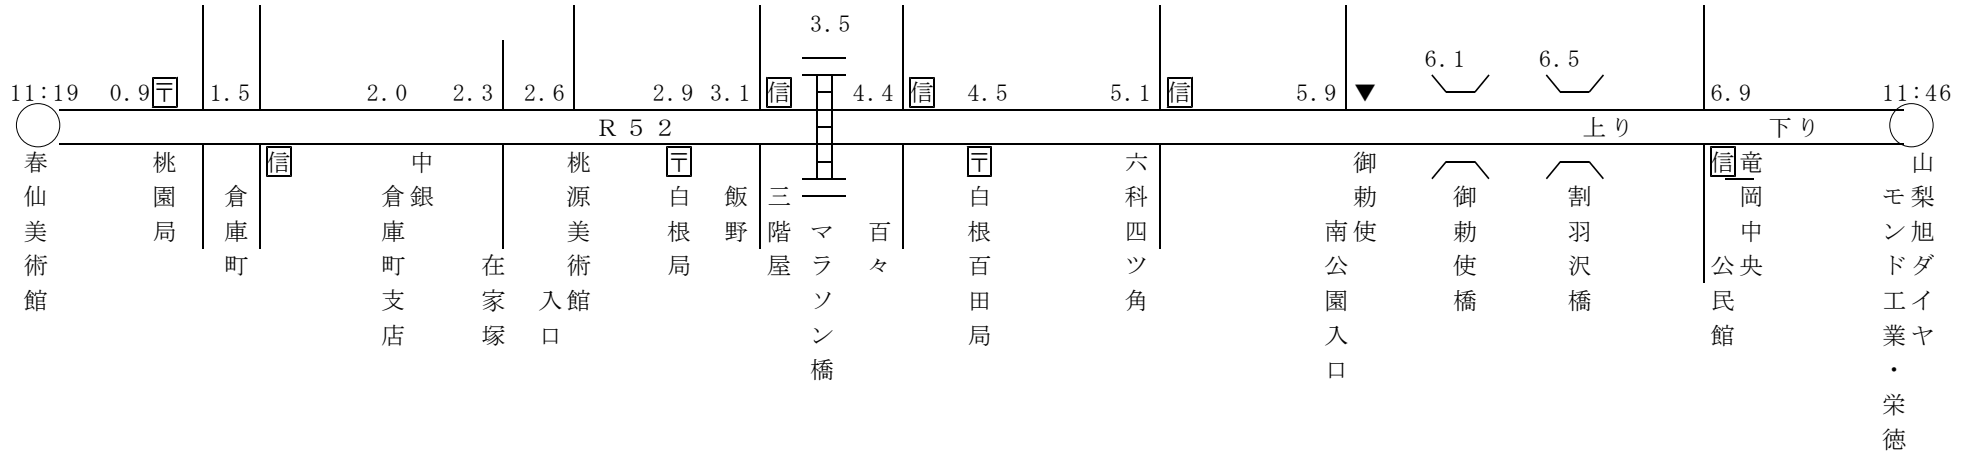 3.5
6.1
6.5
11:19
0.9〒
1.5
2.0
2.3
2.6
2.9
3.1
信
4.4
信
4.5
5.1
信
5.9
▼
6.9
11:46
R52
上り
下り
春仙美術館
桃園局
倉庫町
信
中銀
倉庫町支店
在家塚
桃源美術館
入口
〒
白根局
飯野
三階屋
マラソン橋
百々
〒
白根百田局
六科四ツ角
御勅使
南公園入口
御勅使橋
割羽沢橋
信
竜岡中央
公民館
山梨旭ダイヤ
モンド工業・栄徳